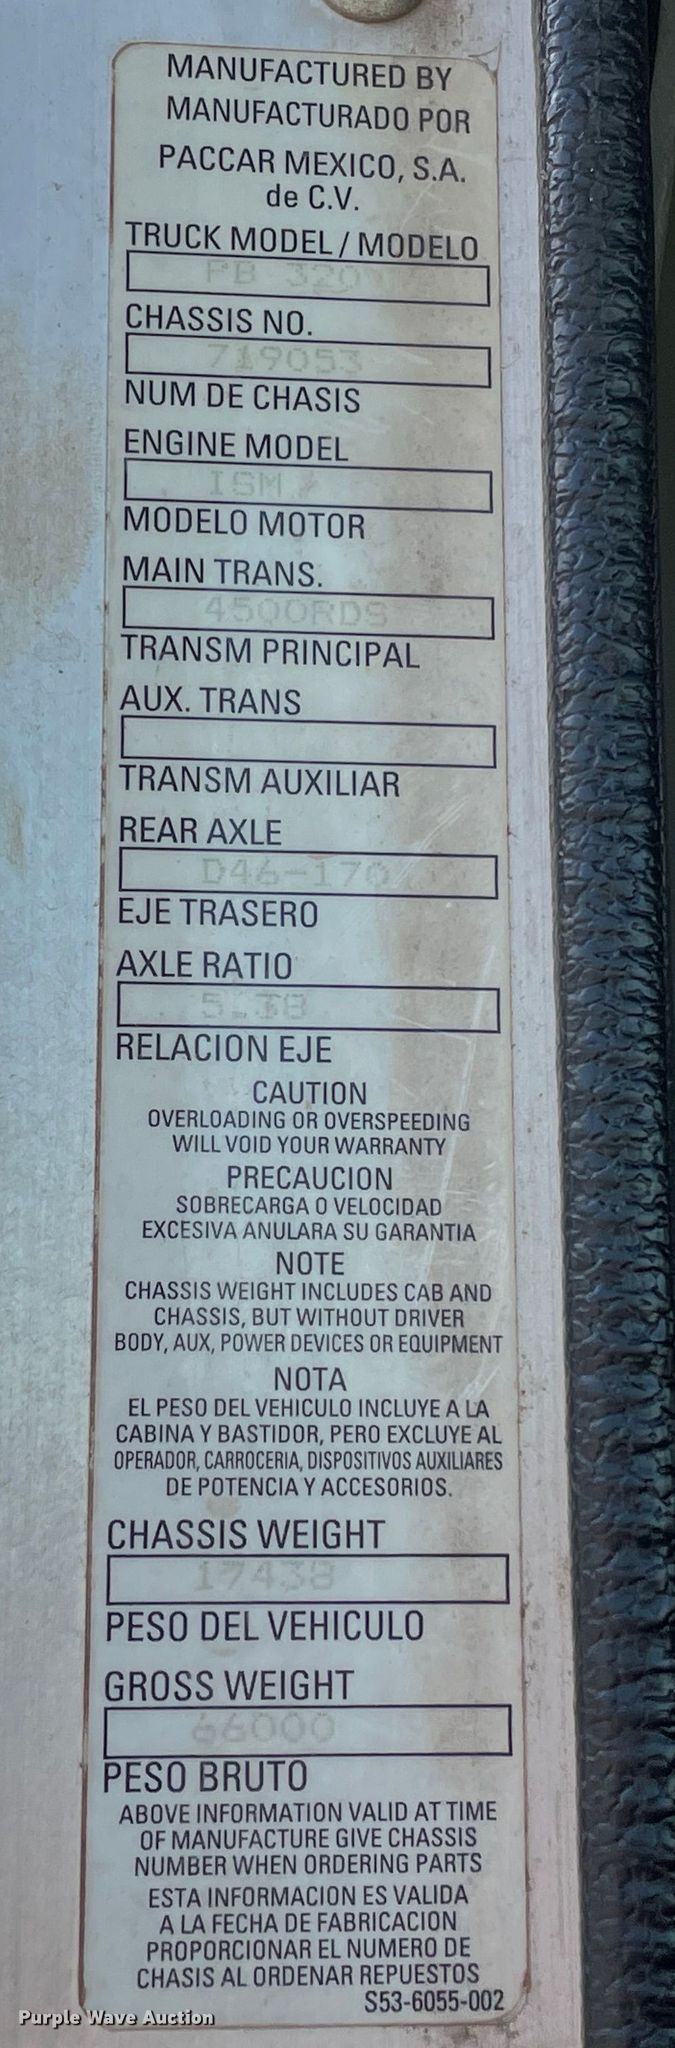 MANUFACTURED BY
MANUFACTURADO POR
PACCAR MEXICO, S.A.
de C.V.
TRUCK MODEL / MODELO
PB 320
CHASSIS NO.
719053
NUM DE CHASIS
ENGINE MODEL
ISM
MODELO MOTOR
MAIN TRANS.
4500RDS
TRANSM PRINCIPAL
AUX. TRANS
TRANSM AUXILIAR
REAR AXLE
D46-170
EJE TRASERO
AXLE RATIO
5.38
RELACION EJE
CAUTION
OVERLOADING OR OVERSPEEDING
WILL VOID YOUR WARRANTY
PRECAUCION
SOBRECARGA O VELOCIDAD
EXCESIVA ANULARA SU GARANTIA
NOTE
CHASSIS WEIGHT INCLUDES CAB AND
CHASSIS, BUT WITHOUT DRIVER
BODY, AUX, POWER DEVICES OR EQUIPMENT
NOTA
EL PESO DEL VEHICULO INCLUYE A LA
CABINA Y BASTIDOR, PERO EXCLUYE AL
OPERADOR, CARROCERIA, DISPOSITIVOS AUXILIARES
DE POTENCIA Y ACCESORIOS.
CHASSIS WEIGHT
17438
PESO DEL VEHICULO
GROSS WEIGHT
66000
PESO BRUTO
ABOVE INFORMATION VALID AT TIME
OF MANUFACTURE GIVE CHASSIS
NUMBER WHEN ORDERING PARTS
ESTA INFORMACION ES VALIDA
A LA FECHA DE FABRICACION
PROPORCIONAR EL NUMERO DE
CHASIS AL ORDENAR REPUESTOS
S53-6055-002
Purple Wave Auction